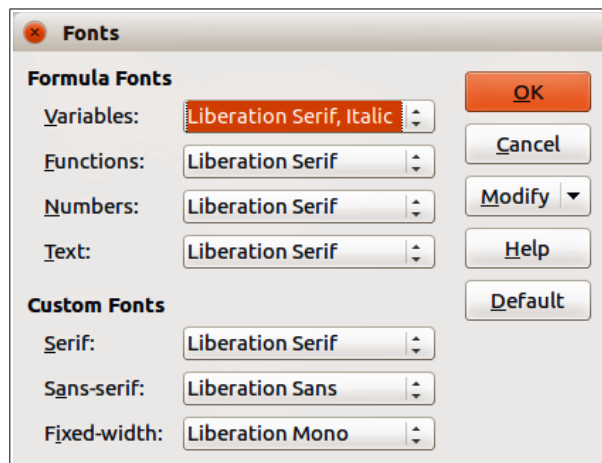 Fonts
Formula Fonts
Variables: Liberation Serif, Italic
Functions: Liberation Serif
Numbers: Liberation Serif
Text: Liberation Serif
Custom Fonts
Serif: Liberation Serif
Sans-serif: Liberation Sans
Fixed-width: Liberation Mono
OK
Cancel
Modify
Help
Default